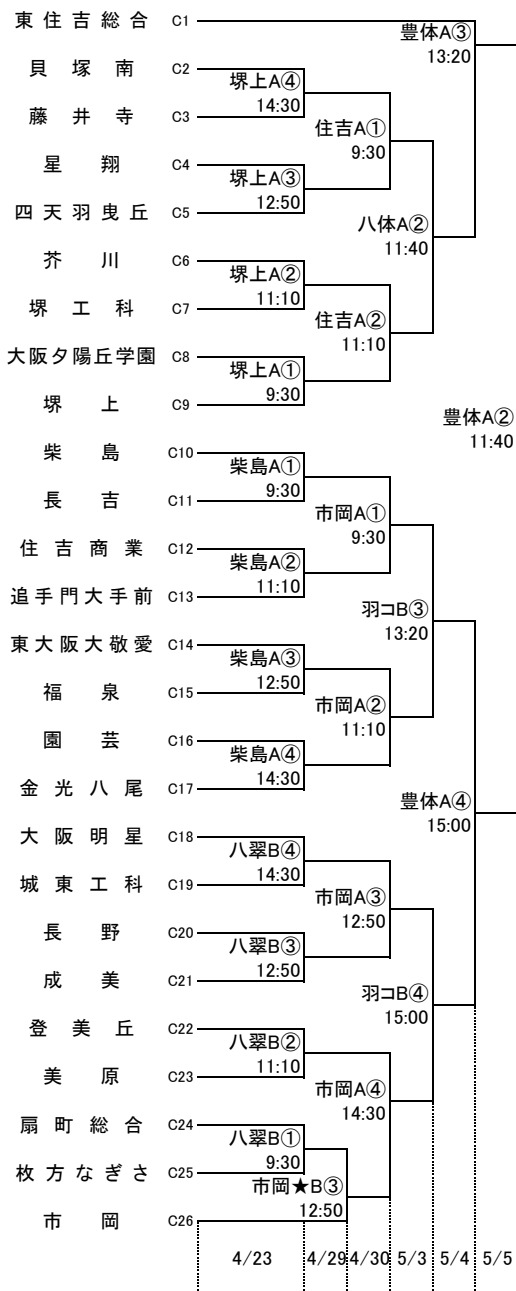 東住吉総合 C1
豊体A③
13:20
貝塚南 C2
堺上A④
14:30
藤井寺 C3
住吉A①
9:30
星翔 C4
堺上A③
12:50
四天羽曳丘 C5
八体A②
11:40
芥川 C6
堺上A②
11:10
堺工科 C7
住吉A②
11:10
大阪夕陽丘学園 C8
堺上A①
9:30
堺上 C9
豊体A②
11:40
柴島 C10
柴島A①
9:30
長吉 C11
市岡A①
9:30
住吉商業 C12
柴島A②
11:10
追手門大手前 C13
羽コB③
13:20
東大阪大敬愛 C14
柴島A③
12:50
福泉 C15
市岡A②
11:10
園芸 C16
柴島A④
14:30
金光八尾 C17
豊体A④
15:00
大阪明星 C18
八翠B④
14:30
城東工科 C19
市岡A③
12:50
長野 C20
八翠B③
12:50
成美 C21
羽コB④
15:00
登美丘 C22
八翠B②
11:10
美原 C23
市岡A④
14:30
扇町総合 C24
八翠B①
9:30
枚方なぎさ C25
市岡★B③
12:50
市岡 C26
4/23 4/29 4/30 5/3 5/4 5/5